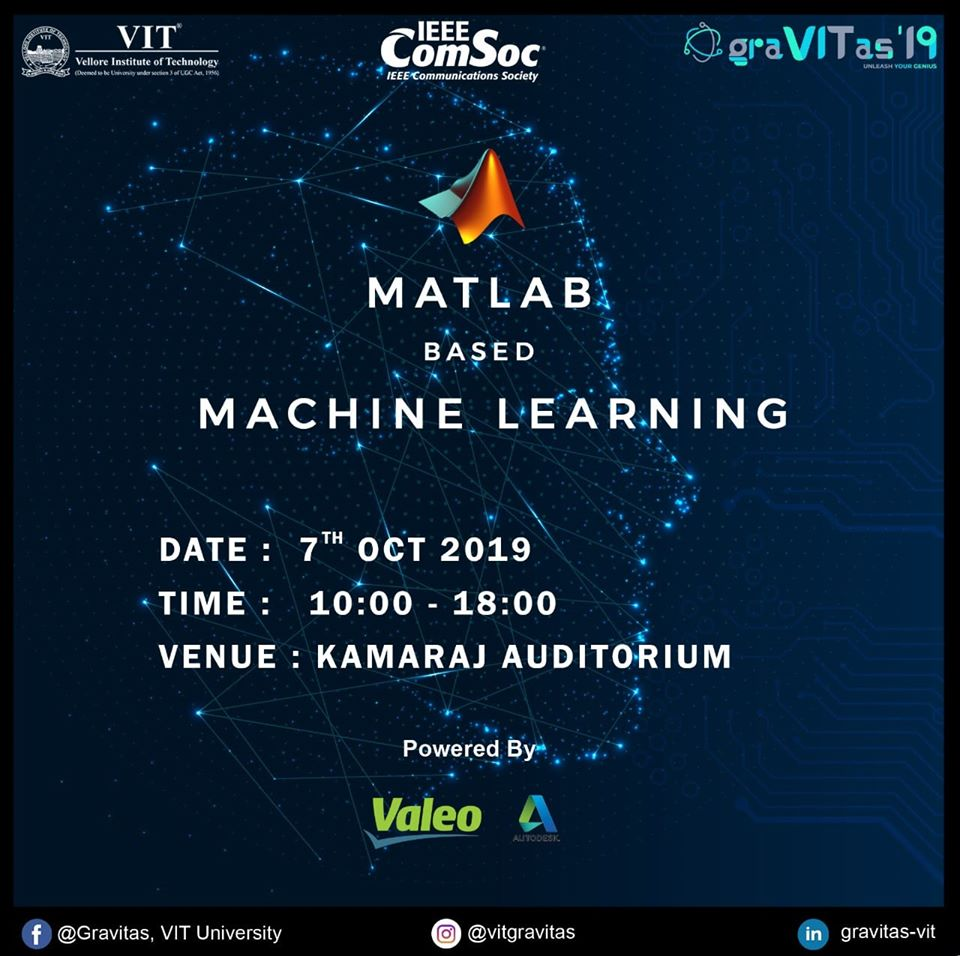 VIT®
Vellore Institute of Technology
(Deemed to be University under section 3 of UGC Act, 1956)
IEEE
ComSoc®
IEEE Communications Society
graVITas'19
UNLEASH YOUR GENIUS
MATLAB
BASED
MACHINE LEARNING
DATE : 7TH OCT 2019
TIME : 10:00 - 18:00
VENUE : KAMARAJ AUDITORIUM
Powered By
Valeo
AUTODESK.
@Gravitas, VIT University
@vitgravitas
in
gravitas-vit